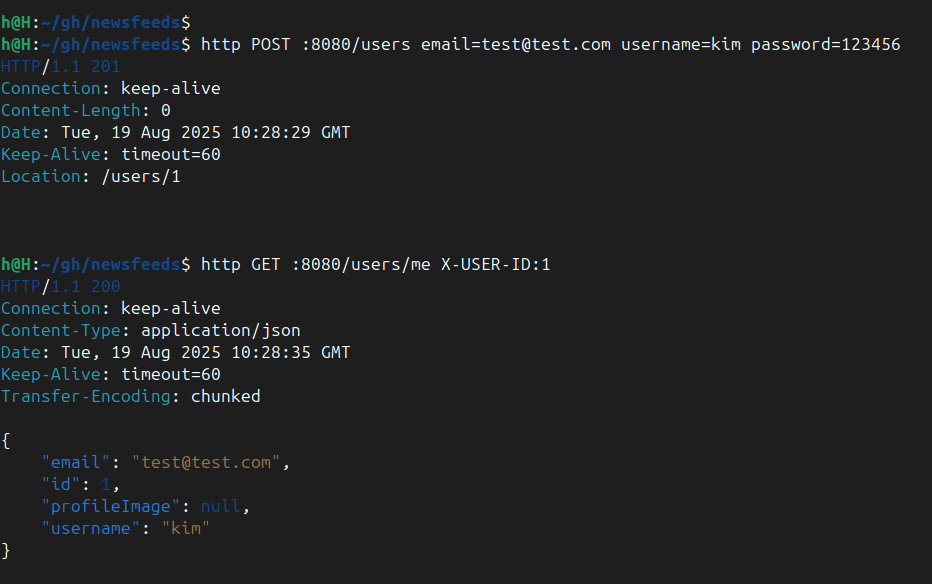 h@H:~/gh/newsfeeds$
h@H:~/gh/newsfeeds$ http POST :8080/users email=test@test.com username=kim password=123456
HTTP/1.1 201
Connection: keep-alive
Content-Length: 0
Date: Tue, 19 Aug 2025 10:28:29 GMT
Keep-Alive: timeout=60
Location: /users/1
h@H:~/gh/newsfeeds$ http GET :8080/users/me X-USER-ID:1
HTTP/1.1 200
Connection: keep-alive
Content-Type: application/json
Date: Tue, 19 Aug 2025 10:28:35 GMT
Keep-Alive: timeout=60
Transfer-Encoding: chunked
{
    "email": "test@test.com",
    "id": 1,
    "profileImage": null,
    "username": "kim"
}